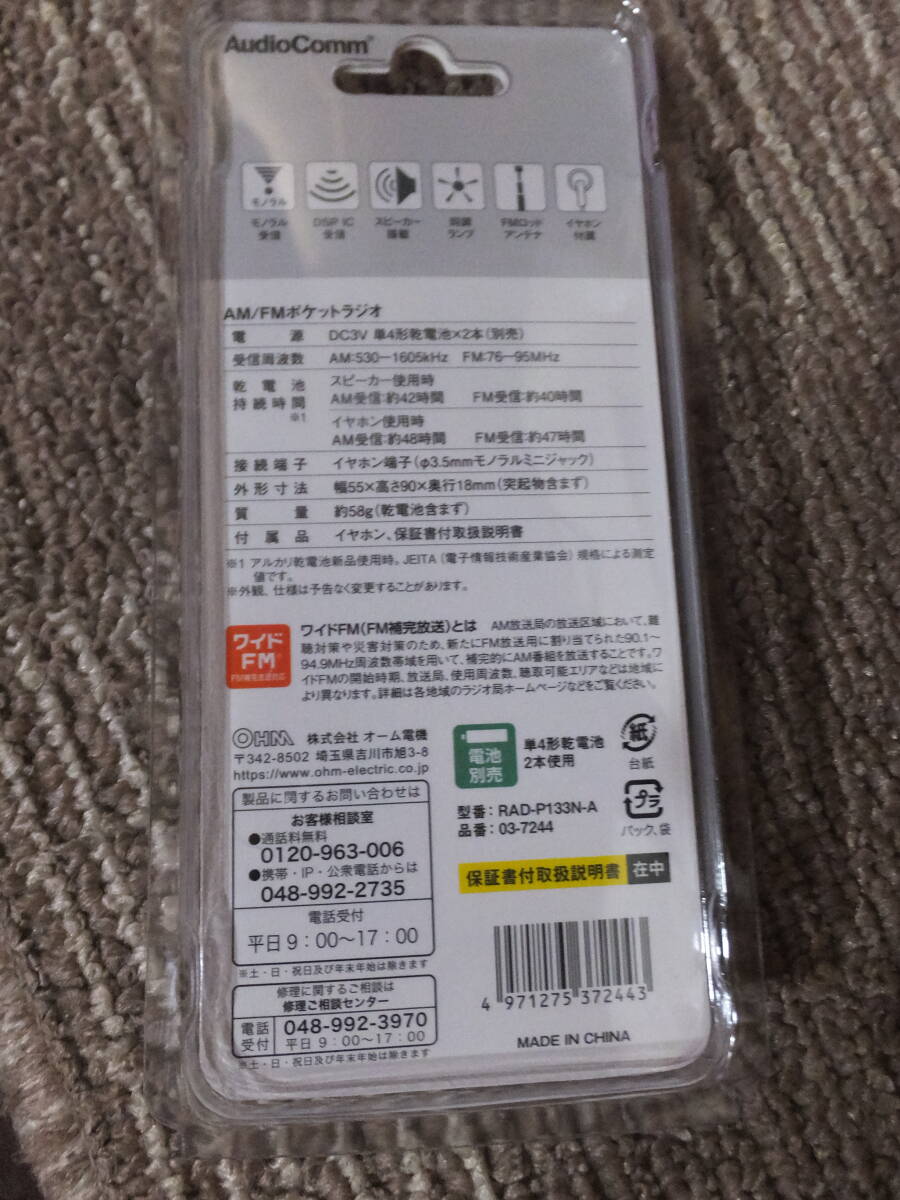 AudioComm®
モノラル
モノラル 受信
DSP IC 受信
スピーカー 搭載
同調 ランプ
FMロッド アンテナ
イヤホン 付属
AM/FMポケットラジオ
電源 DC3V 単4形乾電池×2本(別売)
受信周波数 AM:530−1605kHz FM:76−95MHz
乾電池 スピーカー使用時
持続時間 AM受信:約42時間 FM受信:約40時間
※1
イヤホン使用時
AM受信:約48時間 FM受信:約47時間
接続端子 イヤホン端子(φ3.5mmモノラルミニジャック)
外形寸法 幅55×高さ90×奥行18mm(突起物含まず)
質量 約58g(乾電池含まず)
付属品 イヤホン、保証書付取扱説明書
※1 アルカリ乾電池新品使用時。JEITA(電子情報技術産業協会)規格による測定
値です。
※外観、仕様は予告なく変更することがあります。
ワイド
FM
FM補完放送対応
ワイドFM(FM補完放送)とは AM放送局の放送区域において、難
聴対策や災害対策のため、新たにFM放送用に割り当てられた90.1〜
94.9MHz周波数帯域を用いて、補完的にAM番組を放送することです。ワ
イドFMの開始時期、放送局、使用周波数、聴取可能エリアなどは地域に
より異なります。詳細は各地域のラジオ局ホームページなどをご覧ください。
OHM 株式会社 オーム電機
〒342-8502 埼玉県吉川市旭3-8
https://www.ohm-electric.co.jp
製品に関するお問い合わせは
お客様相談室
●通話料無料
0120-963-006
●携帯・IP・公衆電話からは
048-992-2735
電話受付
平日9:00〜17:00
※土・日・祝日及び年末年始は除きます
修理に関するご相談は
修理ご相談センター
電話 受付
048-992-3970
平日9:00〜17:00
※土・日・祝日及び年末年始は除きます
電池
別売
単4形乾電池
2本使用
紙
台紙
プラ
パック、袋
型番:RAD-P133N-A
品番:03-7244
保証書付取扱説明書 在中
4 971275 372443
MADE IN CHINA